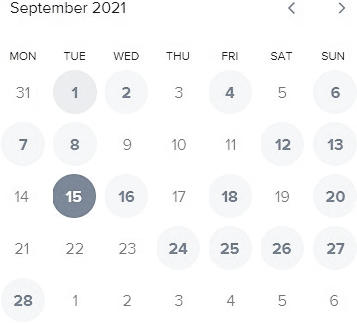 September 2021
MON TUE WED THU FRI SAT SUN
31 1 2 3 4 5 6
7 8 9 10 11 12 13
14 15 16 17 18 19 20
21 22 23 24 25 26 27
28 1 2 3 4 5 6